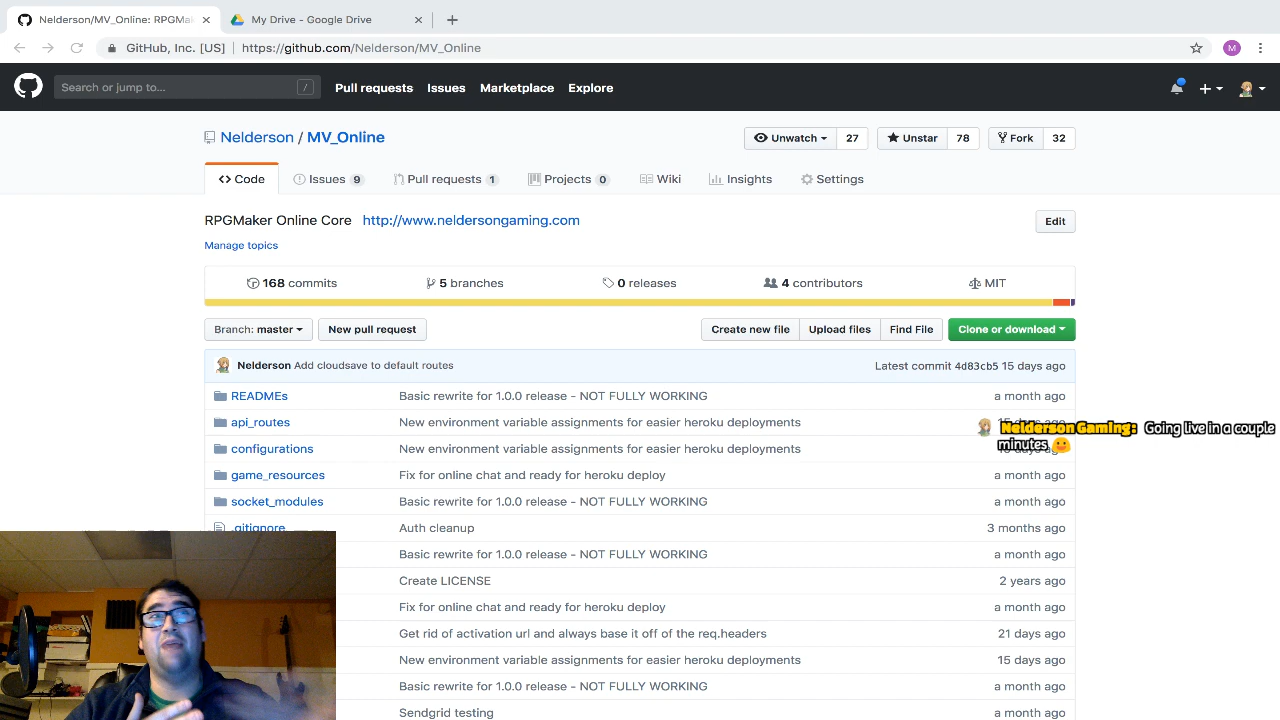 Nelderson/MV_Online: RPGMa
My Drive - Google Drive
GitHub, Inc. [US]
https://github.com/Nelderson/MV_Online
M
Search or jump to...
/
Pull requests
Issues
Marketplace
Explore
Nelderson / MV_Online
Unwatch
27
Unstar
78
Fork
32
Code
Issues 9
Pull requests 1
Projects 0
Wiki
Insights
Settings
RPGMaker Online Core http://www.neldersongaming.com
Edit
Manage topics
168 commits
5 branches
0 releases
4 contributors
MIT
Branch: master
New pull request
Create new file
Upload files
Find File
Clone or download
Nelderson Add cloudsave to default routes
Latest commit 4d83cb5 15 days ago
READMEs Basic rewrite for 1.0.0 release - NOT FULLY WORKING a month ago
api_routes New environment variable assignments for easier heroku deployments
Nelderson Gaming: Going live in a couple
minutes
configurations New environment variable assignments for easier heroku deployments
game_resources Fix for online chat and ready for heroku deploy a month ago
socket_modules Basic rewrite for 1.0.0 release - NOT FULLY WORKING a month ago
.gitignore Auth cleanup 3 months ago
Basic rewrite for 1.0.0 release - NOT FULLY WORKING a month ago
Create LICENSE 2 years ago
Fix for online chat and ready for heroku deploy a month ago
Get rid of activation url and always base it off of the req.headers 21 days ago
New environment variable assignments for easier heroku deployments 15 days ago
Basic rewrite for 1.0.0 release - NOT FULLY WORKING a month ago
Sendgrid testing a month ago